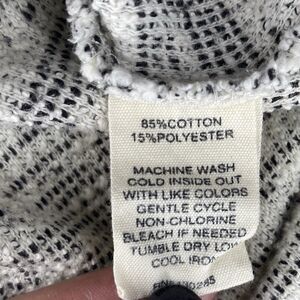 85%COTTON
15%POLYESTER
MACHINE WASH
COLD INSIDE OUT
WITH LIKE COLORS
GENTLE CYCLE
NON-CHLORINE
BLEACH IF NEEDED
TUMBLE DRY LOW
COOL IRON